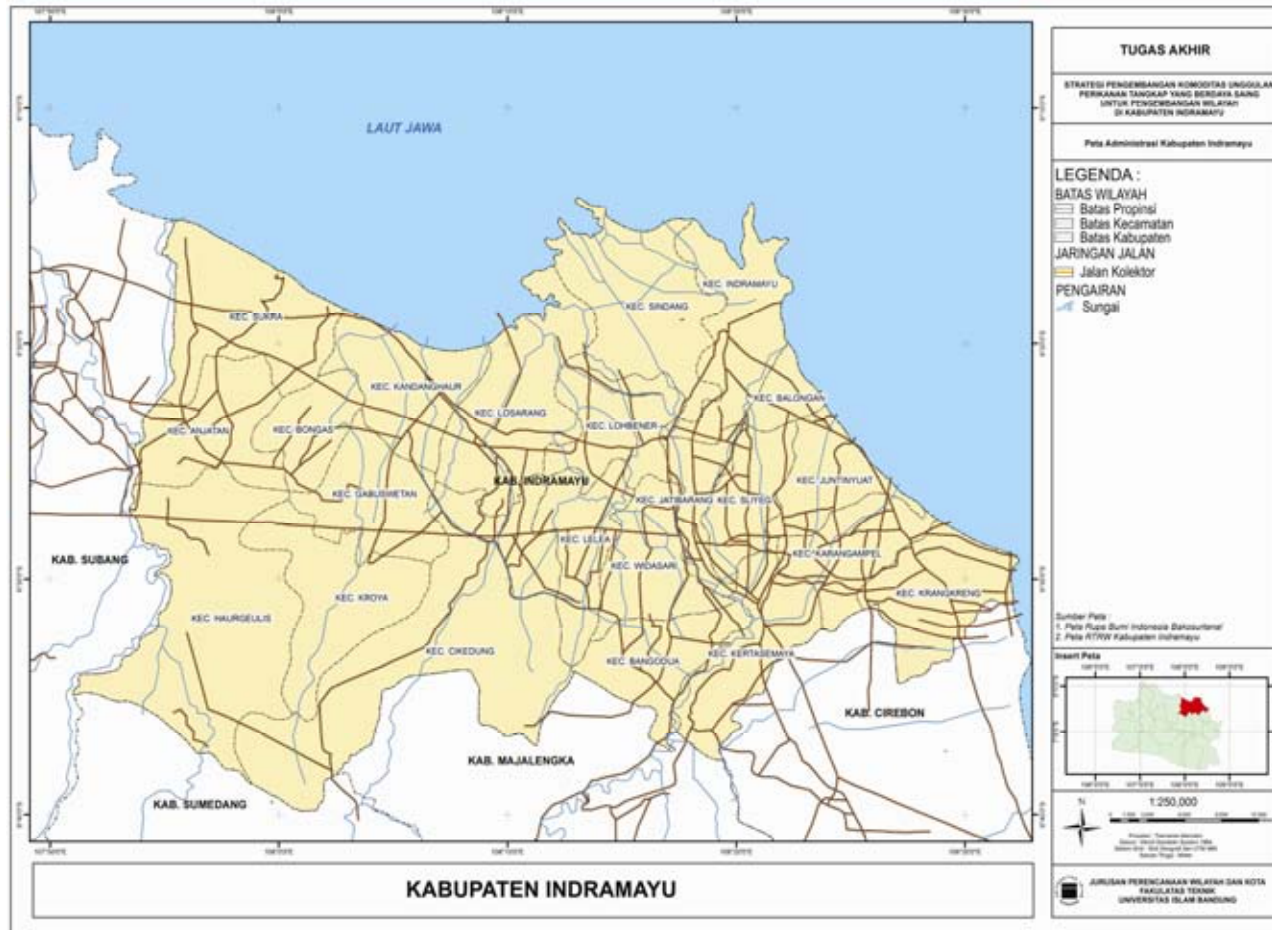 LAUT JAWA
KEC. INDRAMAYU
KEC. SINDANG
KEC. SUKRA
KEC. KANDANGHAUR
KEC. BALONGAN
KEC. LOSARANG
KEC. LOHBENER
KEC. ANJATAN
KEC. BONGAS
KAB. INDRAMAYU
KEC. JUNTINYUAT
KEC. GABUSWETAN
KEC. JATIBARANG
KEC. SLIYEG
KEC. LELEA
KEC. KARANGAMPEL
KAB. SUBANG
KEC. WIDASARI
KEC. KRANGKRENG
KEC. KROYA
KEC. HAURGEULIS
KEC. CIKEDUNG
KEC. KERTASEMAYA
KEC. BANGODUA
KAB. CIREBON
KAB. MAJALENGKA
KAB. SUMEDANG
KABUPATEN INDRAMAYU
TUGAS AKHIR
STRATEGI PENGEMBANGAN KOMODITAS UNGGULAN
PERIKANAN TANGKAP YANG BERDAYA SAING
UNTUK PENGEMBANGAN WILAYAH
DI KABUPATEN INDRAMAYU
Peta Administrasi Kabupaten Indramayu
LEGENDA :
BATAS WILAYAH
Batas Propinsi
Batas Kecamatan
Batas Kabupaten
JARINGAN JALAN
Jalan Kolektor
PENGAIRAN
Sungai
Sumber Peta :
1. Peta Rupa Bumi Indonesia Bakosurtanal
2. Peta RTRW Kabupaten Indramayu
Insert Peta
N
1:250,000
JURUSAN PERENCANAAN WILAYAH DAN KOTA
FAKULATAS TEKNIK
UNIVERSITAS ISLAM BANDUNG